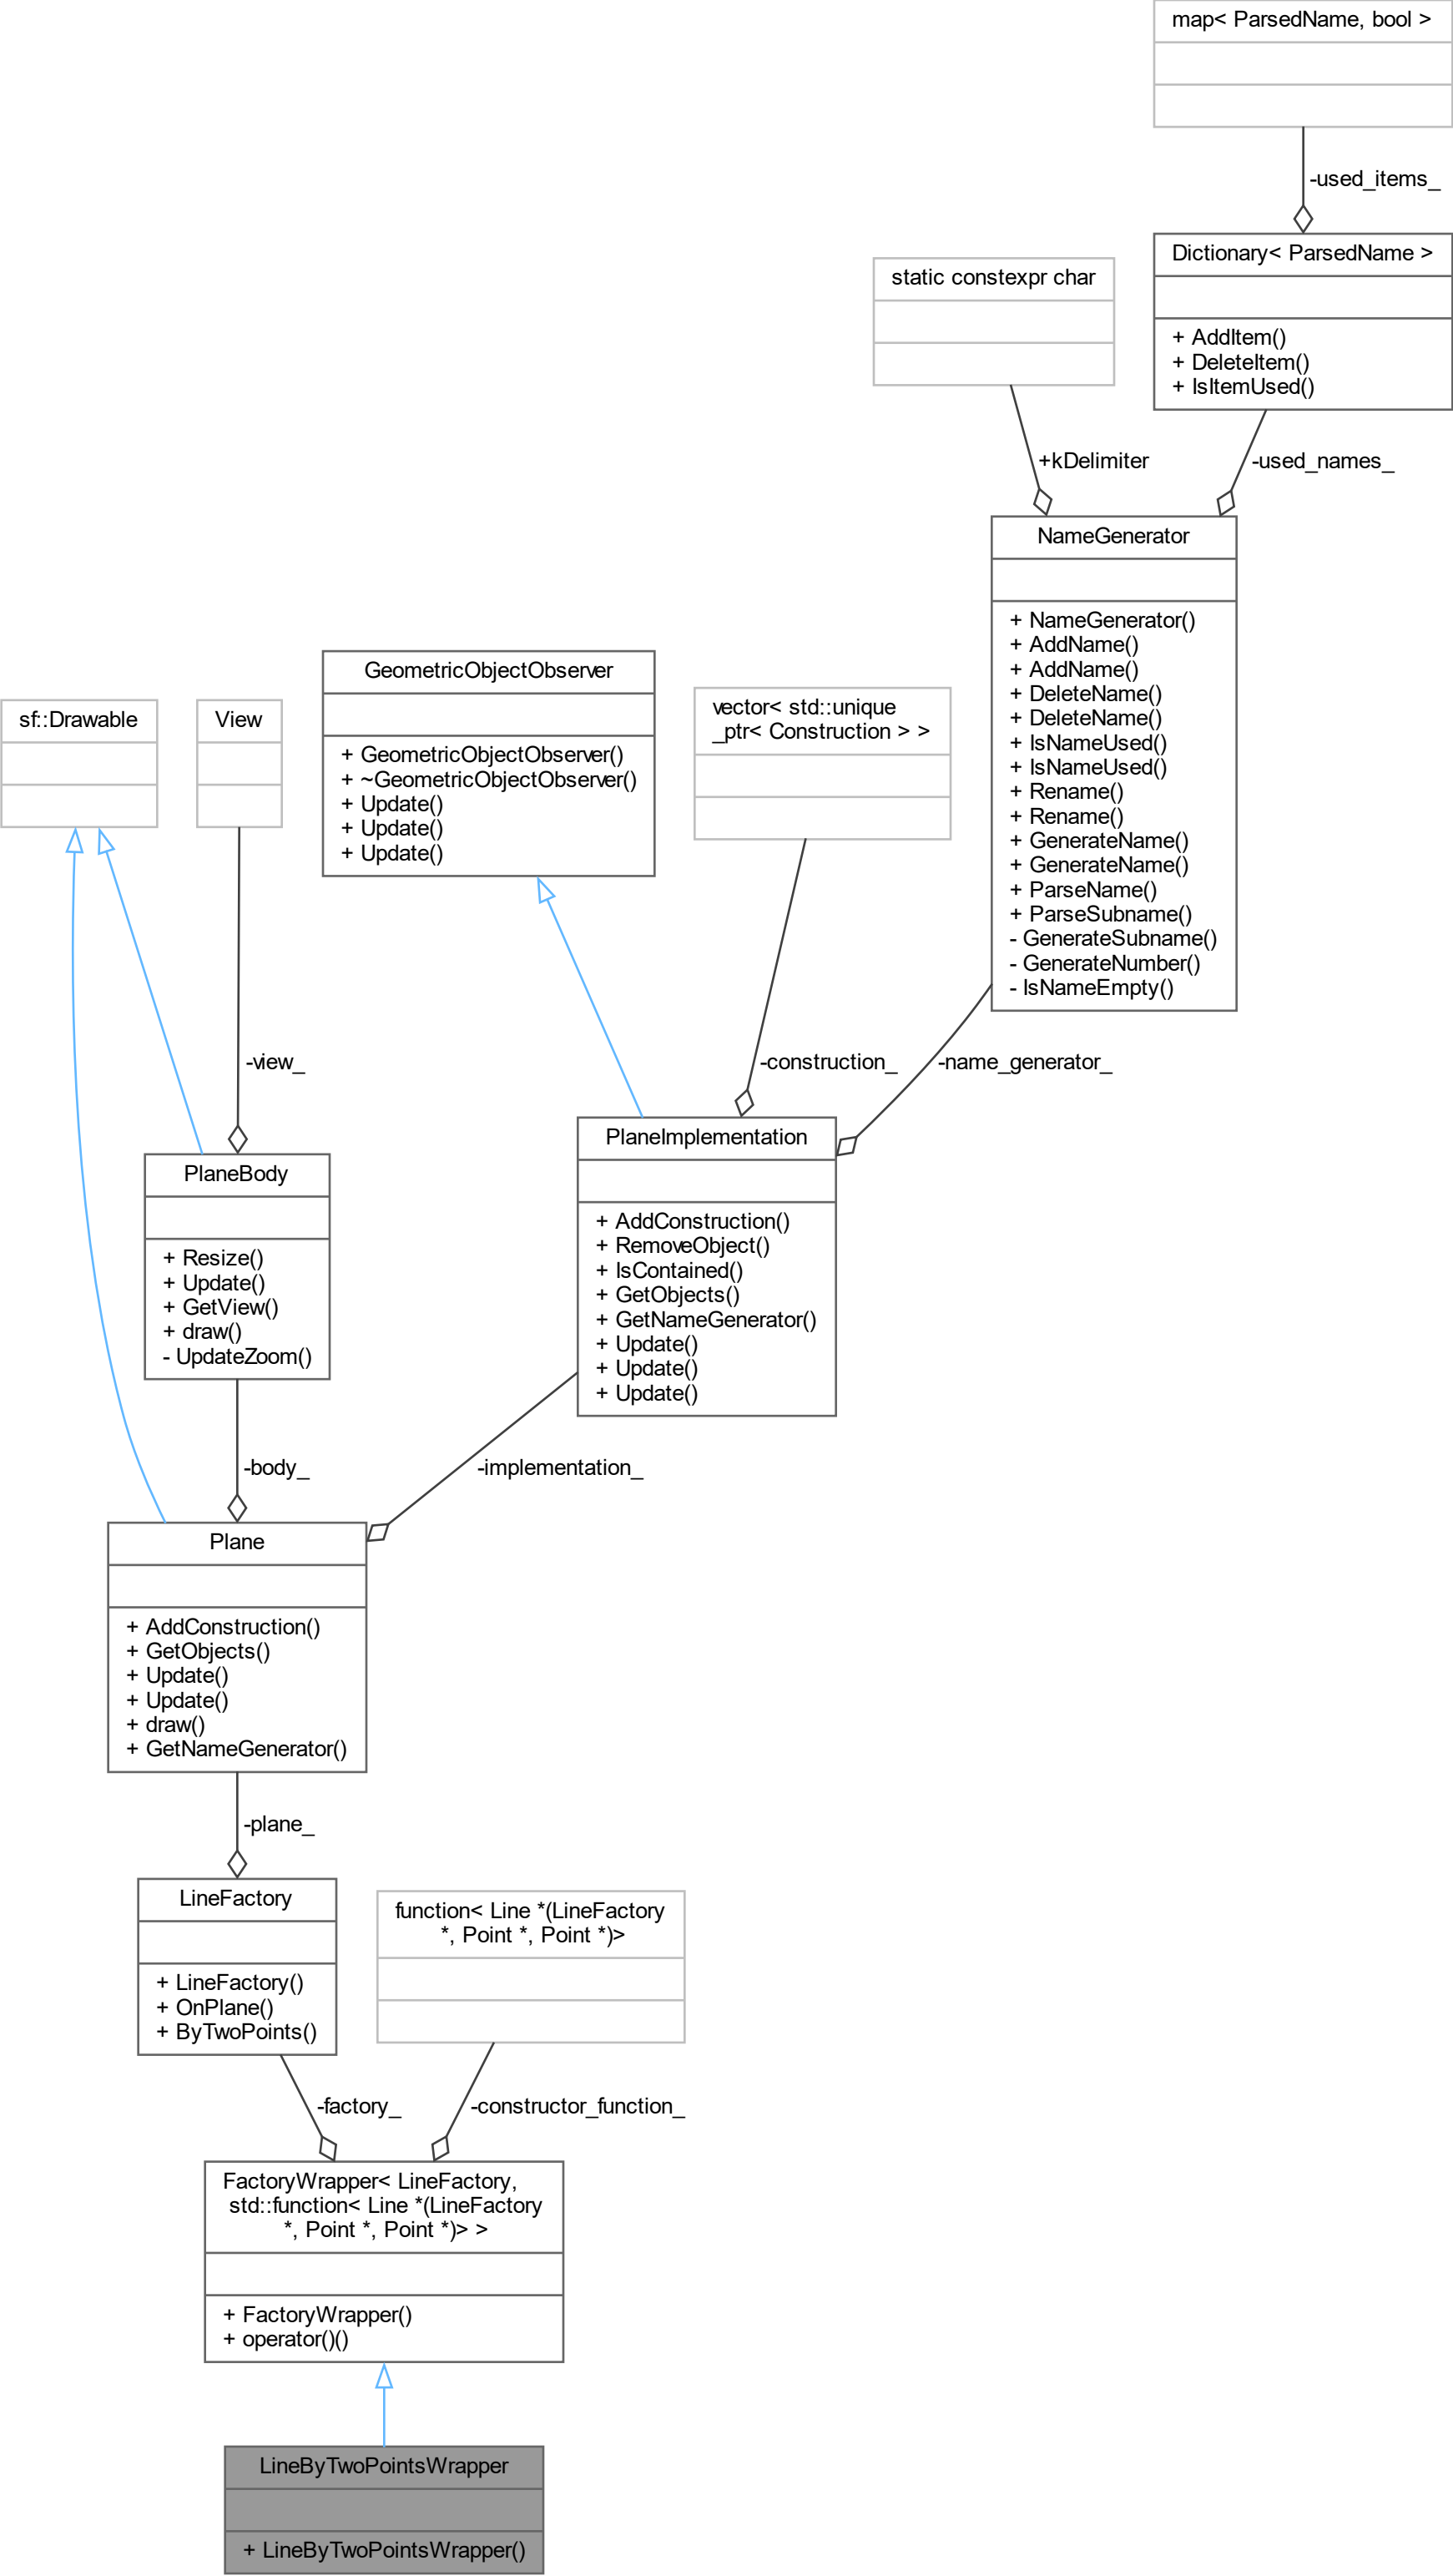 map< ParsedName, bool >
-used_items_
Dictionary< ParsedName >
+ AddItem()
+ DeleteItem()
+ IsItemUsed()
static constexpr char
+kDelimiter
-used_names_
NameGenerator
+ NameGenerator()
+ AddName()
+ AddName()
+ DeleteName()
+ DeleteName()
+ IsNameUsed()
+ IsNameUsed()
+ Rename()
+ Rename()
+ GenerateName()
+ GenerateName()
+ ParseName()
+ ParseSubname()
- GenerateSubname()
- GenerateNumber()
- IsNameEmpty()
GeometricObjectObserver
+ GeometricObjectObserver()
+ ~GeometricObjectObserver()
+ Update()
+ Update()
+ Update()
vector< std::unique
_ptr< Construction > >
sf::Drawable
View
-view_
-construction_
-name_generator_
PlaneImplementation
+ AddConstruction()
+ RemoveObject()
+ IsContained()
+ GetObjects()
+ GetNameGenerator()
+ Update()
+ Update()
+ Update()
PlaneBody
+ Resize()
+ Update()
+ GetView()
+ draw()
- UpdateZoom()
-body_
-implementation_
Plane
+ AddConstruction()
+ GetObjects()
+ Update()
+ Update()
+ draw()
+ GetNameGenerator()
-plane_
LineFactory
+ LineFactory()
+ OnPlane()
+ ByTwoPoints()
function< Line *(LineFactory
*, Point *, Point *)>
-factory_
-constructor_function_
FactoryWrapper< LineFactory,
std::function< Line *(LineFactory
*, Point *, Point *)> >
+ FactoryWrapper()
+ operator()()
LineByTwoPointsWrapper
+ LineByTwoPointsWrapper()